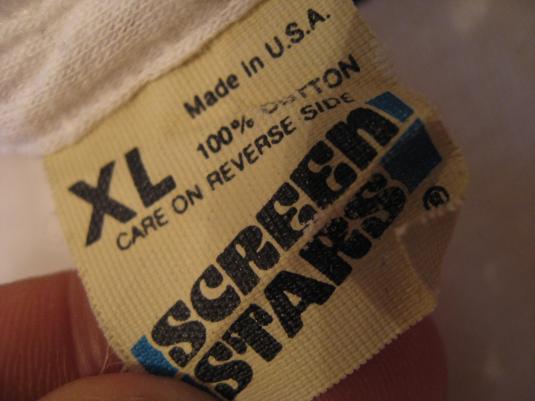 Made in U.S.A.
100% COTTON
XL
CARE ON REVERSE SIDE
SCREEN
STARS
®